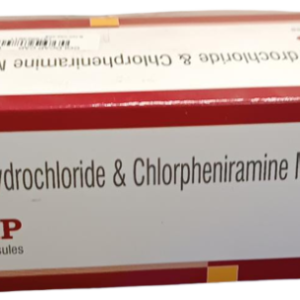 drochloride & Chlorpheniramine M
ydrochloride & Chlorpheniramine M
P
sules